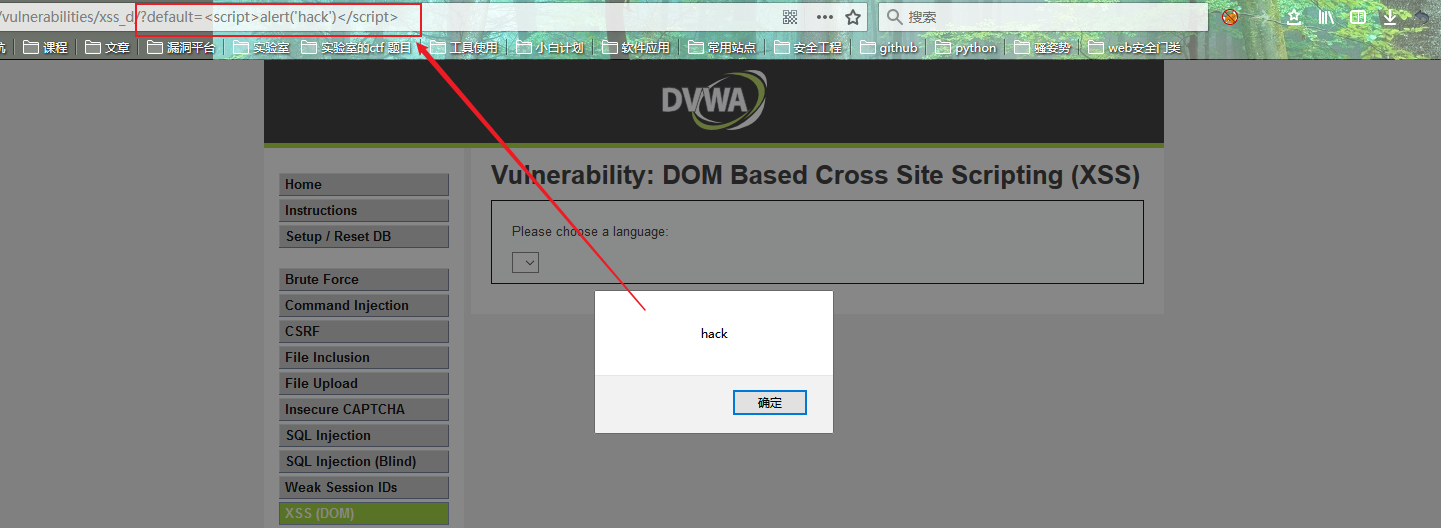 /vulnerabilities/xss_d/?default=<script>alert('hack')</script>
搜索
课程 文章 漏洞平台 实验室 实验室的ctf 题目 工具使用 小白计划 软件应用 常用站点 安全工程 github python 骚姿势 web安全门类
DVWA
Vulnerability: DOM Based Cross Site Scripting (XSS)
Please choose a language:
Home
Instructions
Setup / Reset DB
Brute Force
Command Injection
CSRF
File Inclusion
File Upload
Insecure CAPTCHA
SQL Injection
SQL Injection (Blind)
Weak Session IDs
XSS (DOM)
hack
确定